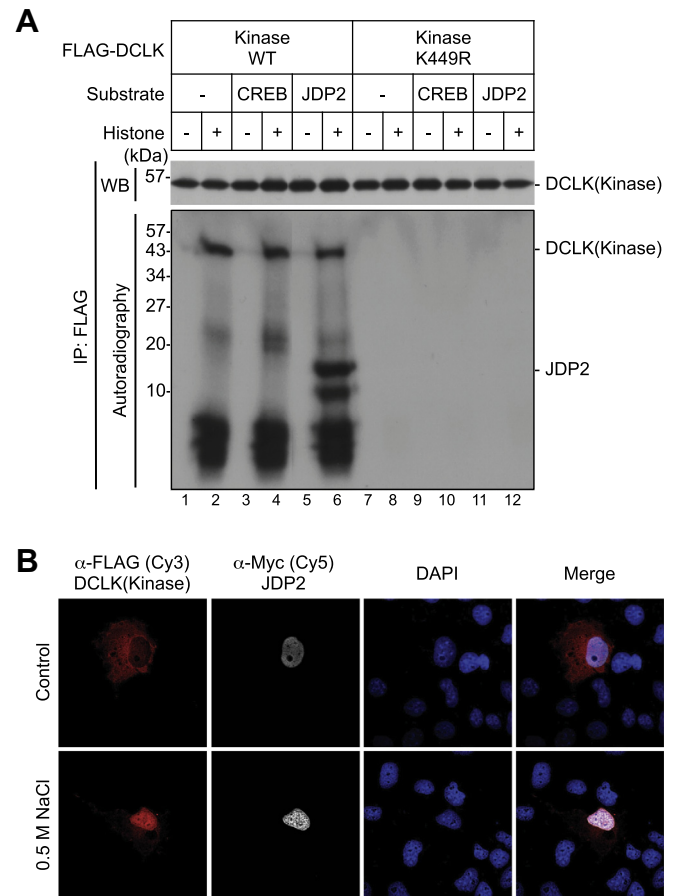 A
FLAG-DCLK
Kinase WT
Kinase K449R
Substrate - CREB JDP2 - CREB JDP2
Histone - + - + - + - + - + - +
(kDa)
WB 57- - DCLK(Kinase)
IP: FLAG
Autoradiography
57-
43- DCLK(Kinase)
34-
27-
20-
- JDP2
10-
1 2 3 4 5 6 7 8 9 10 11 12
B
α-FLAG (Cy3) DCLK(Kinase)
α-Myc (Cy5) JDP2
DAPI
Merge
Control
0.5 M NaCl